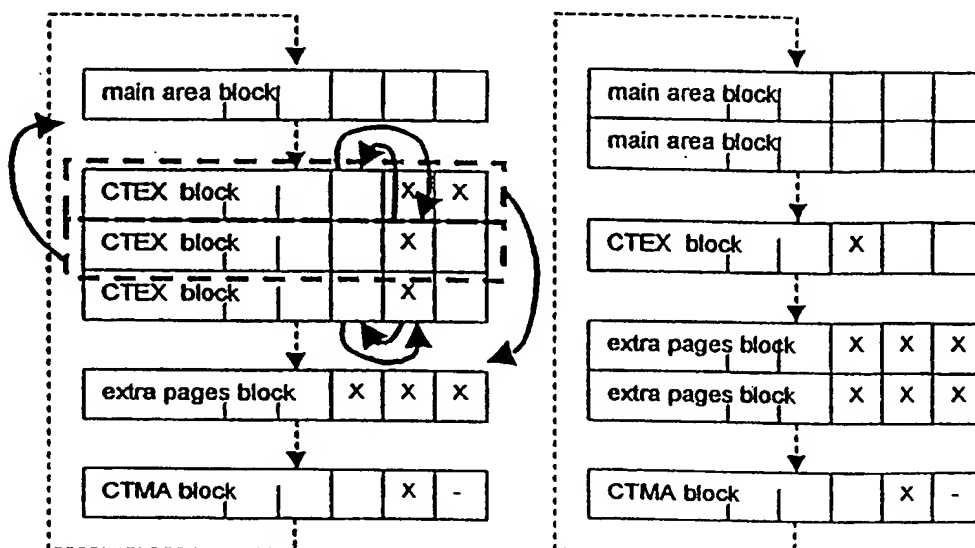 main area block
CTEX block X X
CTEX block X
CTEX block X
extra pages block X X X
CTMA block X -
main area block
main area block
CTEX block X
extra pages block X X X
extra pages block X X X
CTMA block X -